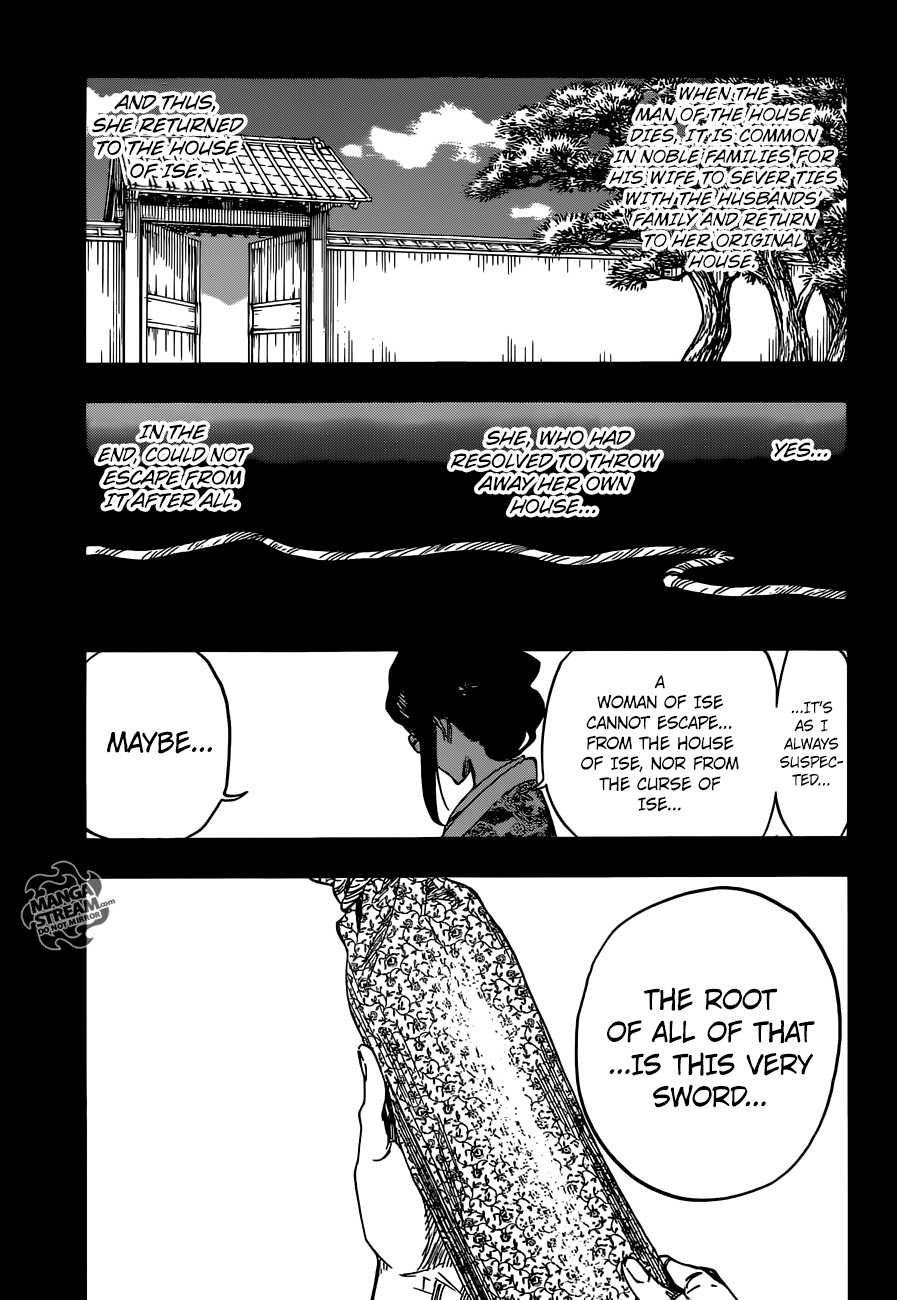 WHEN THE
MAN OF THE HOUSE
DIES, IT IS COMMON
IN NOBLE FAMILIES FOR
HIS WIFE TO SEVER TIES
WITH THE HUSBANDS'
FAMILY AND RETURN
TO HER ORIGINAL
HOUSE.
AND THUS,
SHE RETURNED
TO THE HOUSE
OF ISE.
YES...
SHE, WHO HAD
RESOLVED TO THROW
AWAY HER OWN
HOUSE...
IN THE
END, COULD NOT
ESCAPE FROM
IT AFTER ALL.
...IT'S
AS I
ALWAYS
SUSPEC-
TED...
A
WOMAN OF ISE
CANNOT ESCAPE...
FROM THE HOUSE
OF ISE, NOR FROM
THE CURSE OF
ISE...
MAYBE...
THE ROOT
OF ALL OF THAT
...IS THIS VERY
SWORD...
MANGA
STREAM.com
DO NOT MIRROR